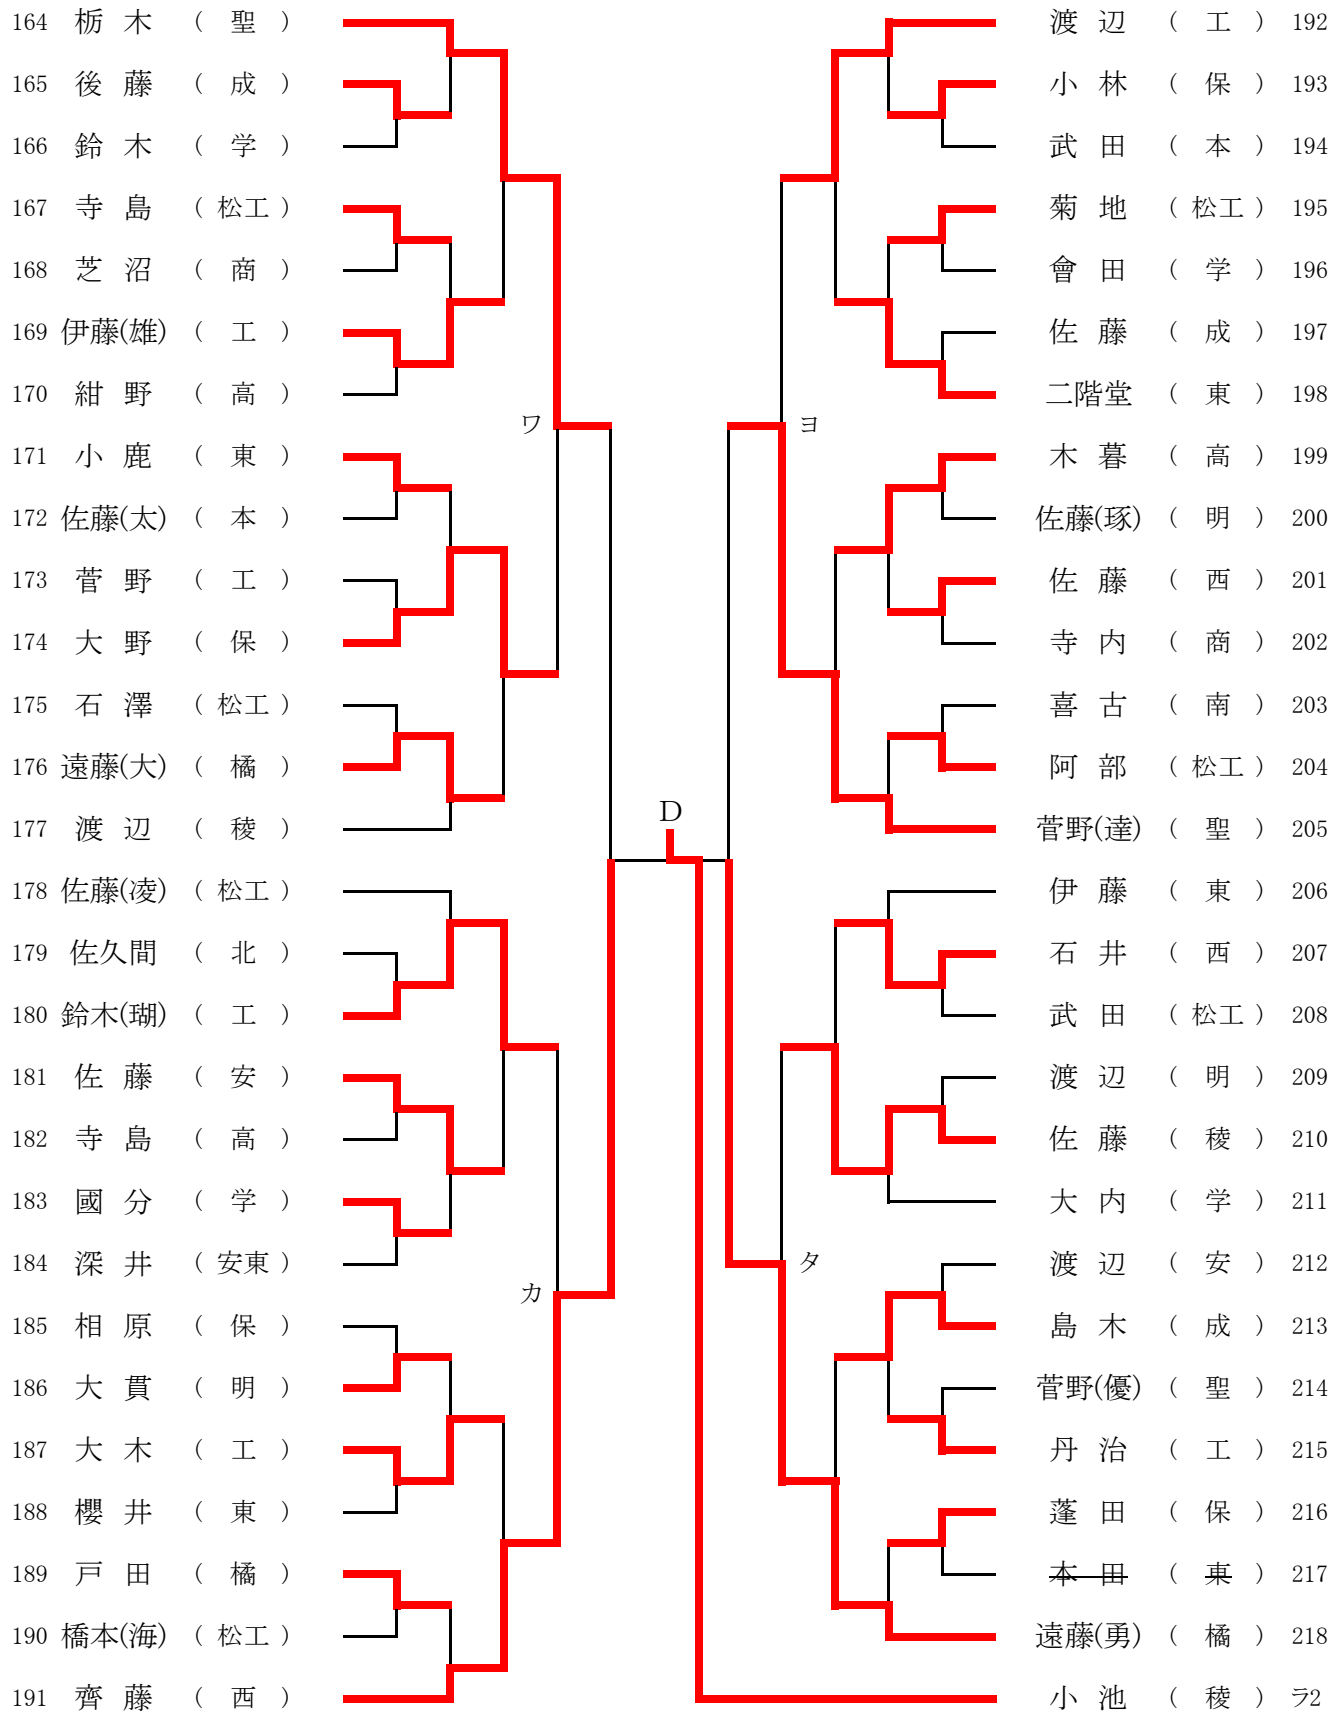 164 栃木 ( 聖 )
165 後藤 ( 成 )
166 鈴木 ( 学 )
167 寺島 ( 松工 )
168 芝沼 ( 商 )
169 伊藤(雄) ( 工 )
170 紺野 ( 高 )
171 小鹿 ( 東 )
172 佐藤(太) ( 本 )
173 菅野 ( 工 )
174 大野 ( 保 )
175 石澤 ( 松工 )
176 遠藤(大) ( 橘 )
177 渡辺 ( 稜 )
178 佐藤(凌) ( 松工 )
179 佐久間 ( 北 )
180 鈴木(瑚) ( 工 )
181 佐藤 ( 安 )
182 寺島 ( 高 )
183 國分 ( 学 )
184 深井 ( 安東 )
185 相原 ( 保 )
186 大貫 ( 明 )
187 大木 ( 工 )
188 櫻井 ( 東 )
189 戸田 ( 橘 )
190 橋本(海) ( 松工 )
191 齊藤 ( 西 )
ワ
カ
D
ヨ
タ
渡辺 ( 工 ) 192
小林 ( 保 ) 193
武田 ( 本 ) 194
菊地 ( 松工 ) 195
會田 ( 学 ) 196
佐藤 ( 成 ) 197
二階堂 ( 東 ) 198
木暮 ( 高 ) 199
佐藤(琢) ( 明 ) 200
佐藤 ( 西 ) 201
寺内 ( 商 ) 202
喜古 ( 南 ) 203
阿部 ( 松工 ) 204
菅野(達) ( 聖 ) 205
伊藤 ( 東 ) 206
石井 ( 西 ) 207
武田 ( 松工 ) 208
渡辺 ( 明 ) 209
佐藤 ( 稜 ) 210
大内 ( 学 ) 211
渡辺 ( 安 ) 212
島木 ( 成 ) 213
菅野(優) ( 聖 ) 214
丹治 ( 工 ) 215
蓬田 ( 保 ) 216
本田 ( 東 ) 217
遠藤(勇) ( 橘 ) 218
小池 ( 稜 ) ラ2